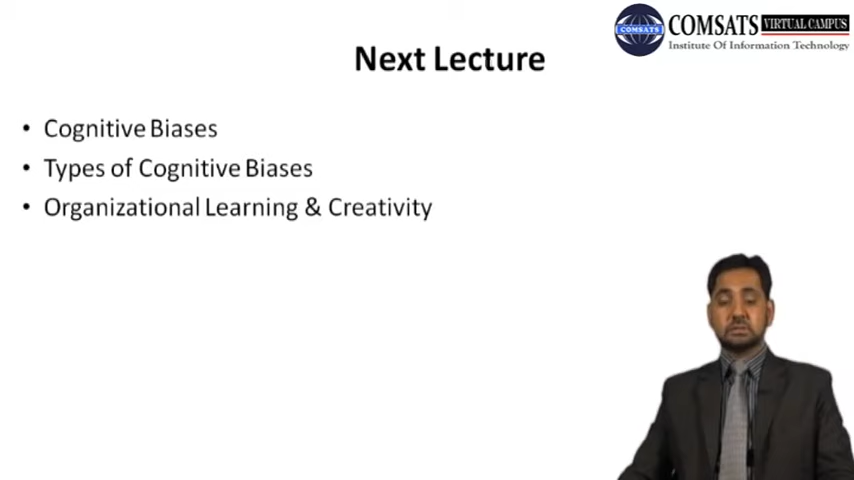 COMSATS VIRTUAL CAMPUS
COMSATS
Institute Of Information Technology
Next Lecture
• Cognitive Biases
• Types of Cognitive Biases
• Organizational Learning & Creativity